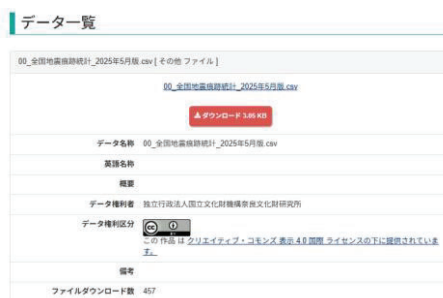 データ一覧
00_全国地震痕跡統計_2025年5月版.csv [ その他 ファイル ]
00_全国地震痕跡統計_2025年5月版.csv
ダウンロード 3.05 KB
データ名称 00_全国地震痕跡統計_2025年5月版.csv
英語名称
概要
データ権利者 独立行政法人国立文化財機構奈良文化財研究所
データ権利区分
この 作品 は クリエイティブ・コモンズ 表示 4.0 国際 ライセンスの下に提供されていま
す。
備考
ファイルダウンロード数 457